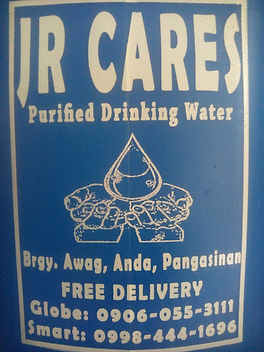 JR CARES
Purified Drinking Water
Brgy. Awag, Anda, Pangasinan
FREE DELIVERY
Globe: 0906-055-3111
Smart: 0998-444-1696